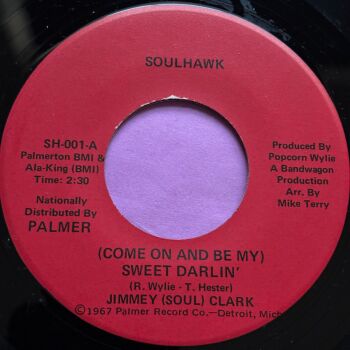 SOULHAWK
SH-001-A
Palmerton BMI &
Ala-King (BMI)
Time: 2:30
Nationally
Distributed By
PALMER
Produced By
Popcorn Wylie
A Bandwagon
Production
Arr. By
Mike Terry
(COME ON AND BE MY)
SWEET DARLIN'
(R. Wylie - T. Hester)
JIMMEY (SOUL) CLARK
©1967 Palmer Record Co.—Detroit, Mich